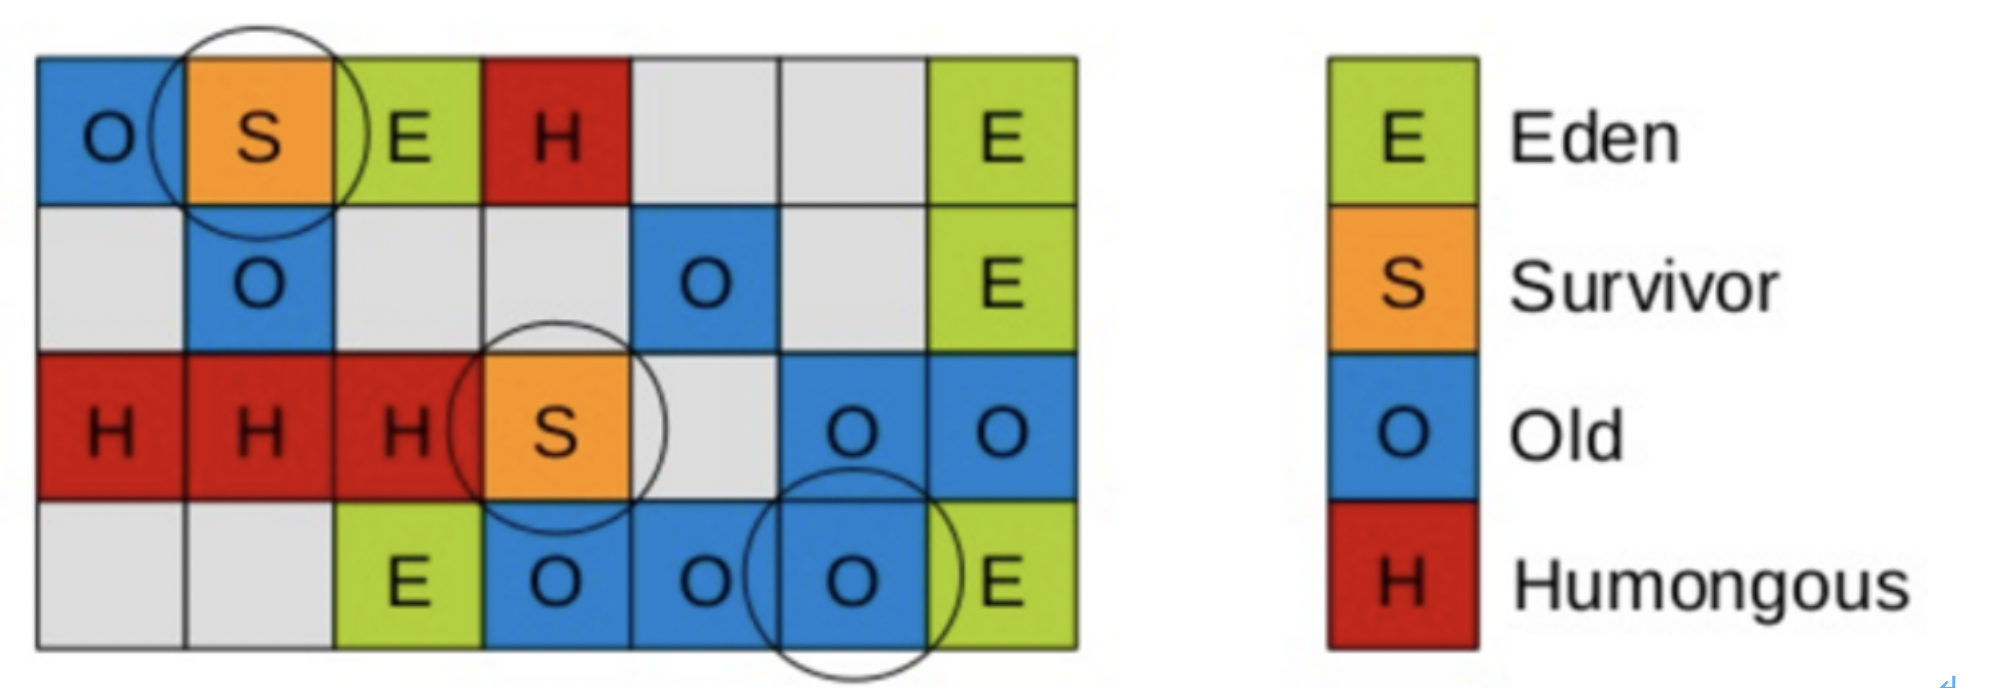 O S E H E E Eden
O O E S Survivor
H H H S O O O Old
E O O O E H Humongous